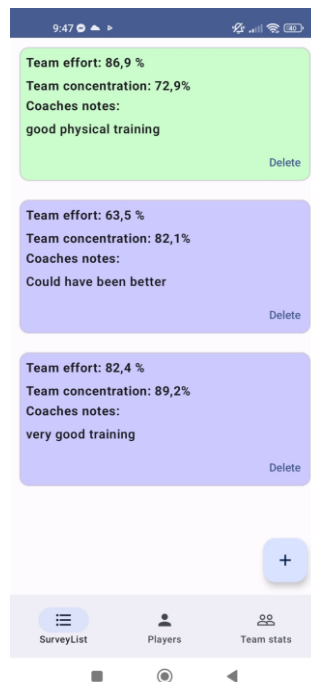 9:47
40
Team effort: 86,9 %
Team concentration: 72,9%
Coaches notes:
good physical training
Delete
Team effort: 63,5 %
Team concentration: 82,1%
Coaches notes:
Could have been better
Delete
Team effort: 82,4 %
Team concentration: 89,2%
Coaches notes:
very good training
Delete
+
SurveyList Players Team stats